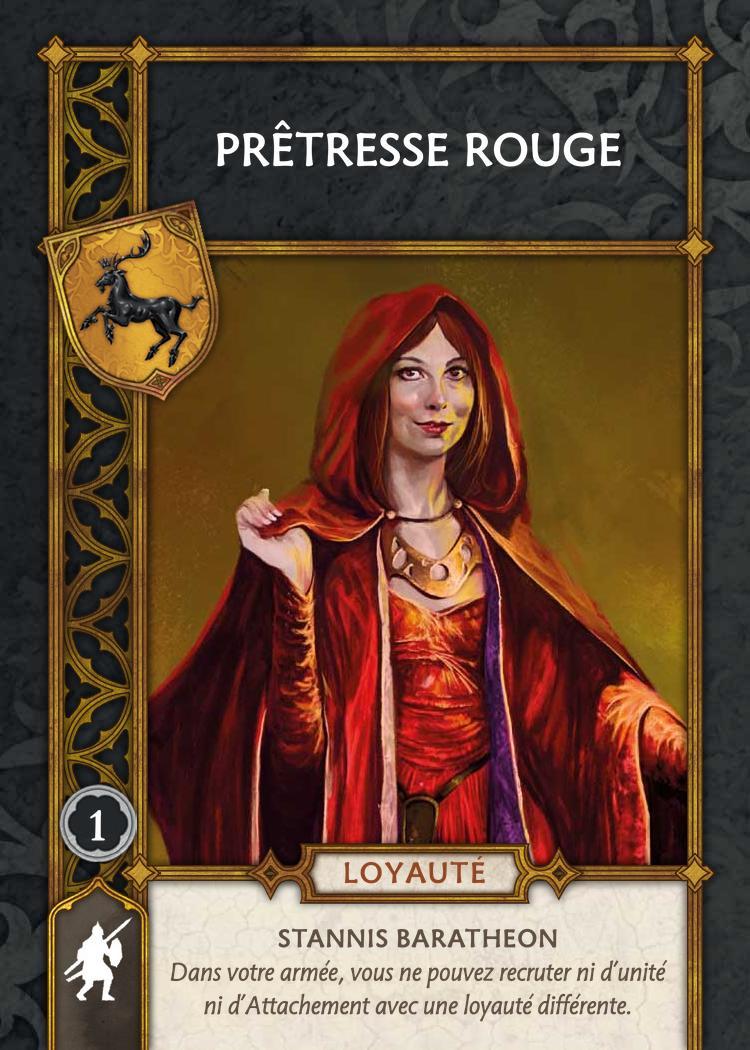 PRÊTRESSE ROUGE
1
LOYAUTÉ
STANNIS BARATHEON
Dans votre armée, vous ne pouvez recruter ni d'unité
ni d'Attachement avec une loyauté différente.